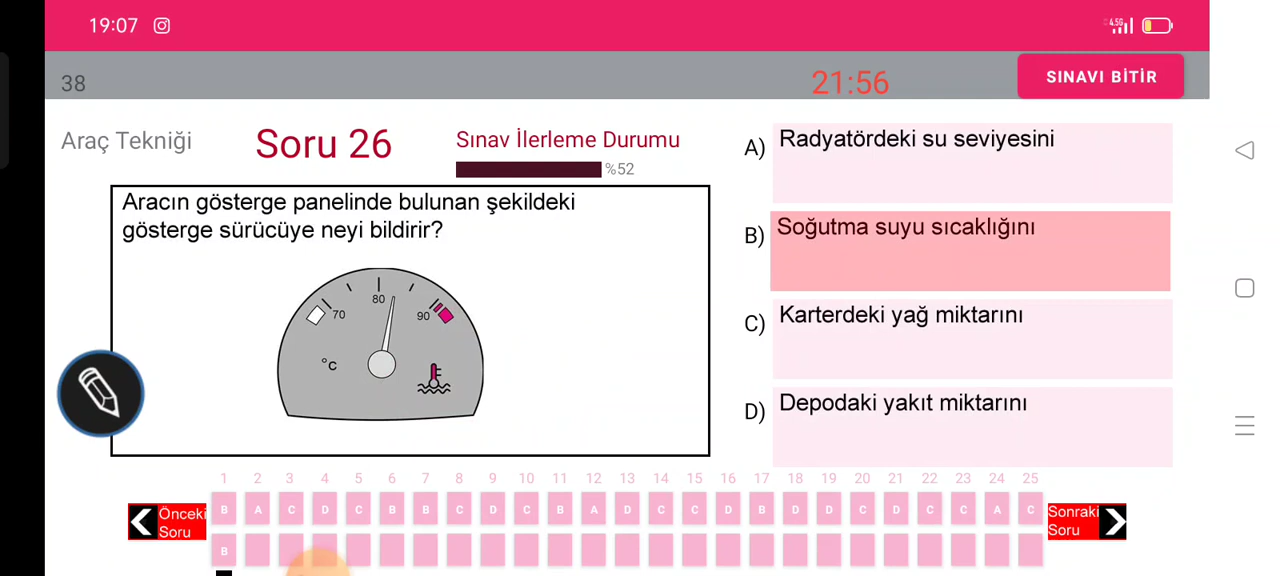 19:07
4.5G
38
21:56
SINAVI BİTİR
Araç Tekniği
Soru 26
Sınav İlerleme Durumu
%52
Aracın gösterge panelinde bulunan şekildeki
gösterge sürücüye neyi bildirir?
70
80
90
°C
A) Radyatördeki su seviyesini
B) Soğutma suyu sıcaklığını
C) Karterdeki yağ miktarını
D) Depodaki yakıt miktarını
1 2 3 4 5 6 7 8 9 10 11 12 13 14 15 16 17 18 19 20 21 22 23 24 25
B A C D C B B C D C B A D C C D B D D C D C C A C
B
Önceki
Soru
Sonraki
Soru